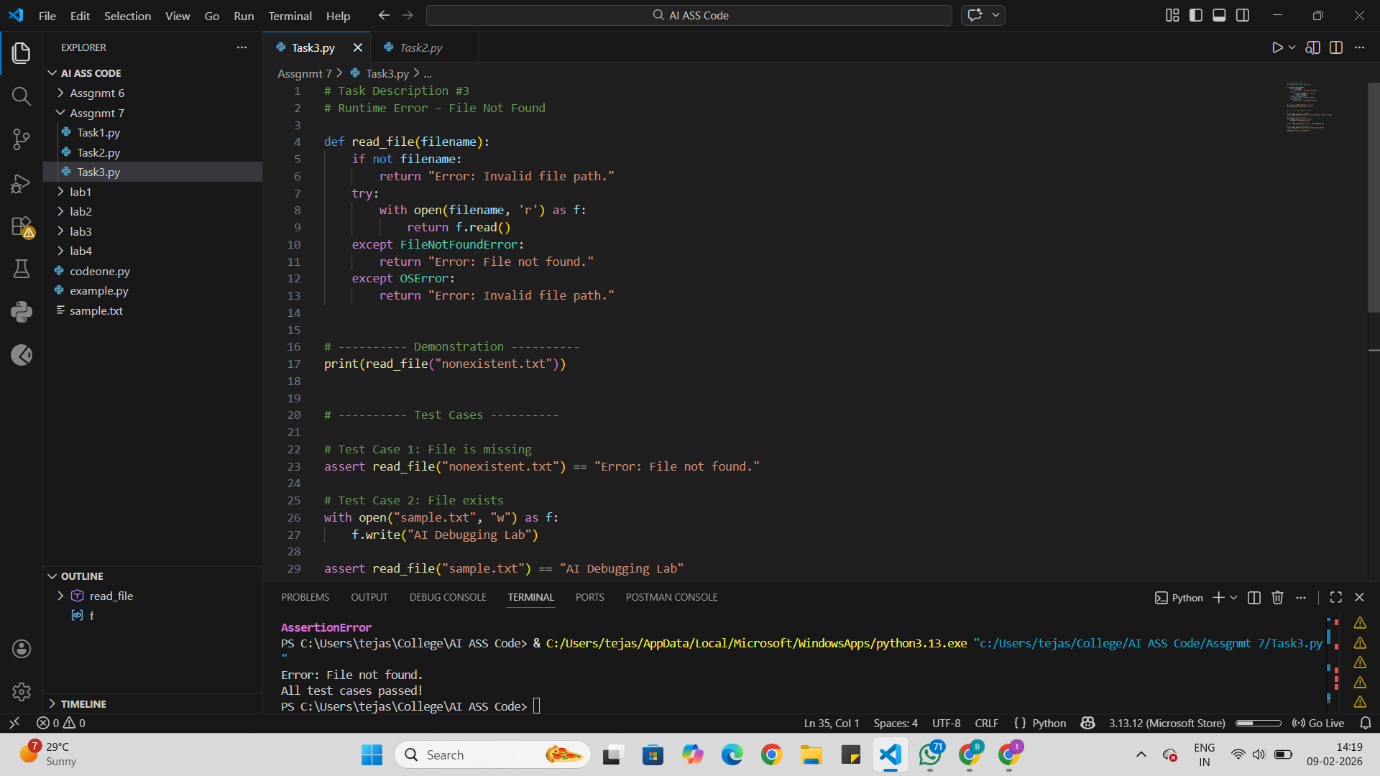 File Edit Selection View Go Run Terminal Help
AI ASS Code
EXPLORER
AI ASS CODE
Assgnmt 6
Assgnmt 7
Task1.py
Task2.py
Task3.py
lab1
lab2
lab3
lab4
codeone.py
example.py
sample.txt
OUTLINE
read_file
f
TIMELINE
Task3.py
Task2.py
Assgnmt 7 > Task3.py > ...
1 # Task Description #3
2 # Runtime Error – File Not Found
3
4 def read_file(filename):
5 if not filename:
6 return "Error: Invalid file path."
7 try:
8 with open(filename, 'r') as f:
9 return f.read()
10 except FileNotFoundError:
11 return "Error: File not found."
12 except OSError:
13 return "Error: Invalid file path."
14
15
16 # ---------- Demonstration ----------
17 print(read_file("nonexistent.txt"))
18
19
20 # ---------- Test Cases ----------
21
22 # Test Case 1: File is missing
23 assert read_file("nonexistent.txt") == "Error: File not found."
24
25 # Test Case 2: File exists
26 with open("sample.txt", "w") as f:
27 f.write("AI Debugging Lab")
28
29 assert read_file("sample.txt") == "AI Debugging Lab"
PROBLEMS OUTPUT DEBUG CONSOLE TERMINAL PORTS POSTMAN CONSOLE
Python
AssertionError
PS C:\Users\tejas\College\AI ASS Code> & C:/Users/tejas/AppData/Local/Microsoft/WindowsApps/python3.13.exe "c:/Users/tejas/College/AI ASS Code/Assgnmt 7/Task3.py
"
Error: File not found.
All test cases passed!
PS C:\Users\tejas\College\AI ASS Code>
0 0
Ln 35, Col 1 Spaces: 4 UTF-8 CRLF {} Python 3.13.12 (Microsoft Store) Go Live
7
29°C
Sunny
Search
71
B
ENG
IN
14:19
09-02-2026